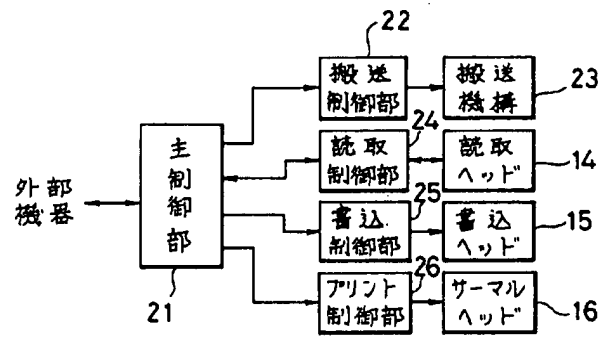 22
搬送
制御部
搬送
機構
23
24
読取
制御部
読取
ヘッド
14
主
制
御
部
外部
機器
21
25
書込
制御部
書込
ヘッド
15
26
プリント
制御部
サーマル
ヘッド
16